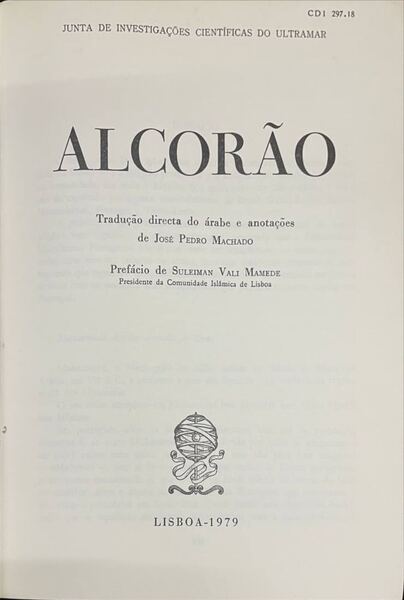 CDI 297.18
JUNTA DE INVESTIGAÇÕES CIENTÍFICAS DO ULTRAMAR
ALCORÃO
Tradução directa do árabe e anotações
de JOSÉ PEDRO MACHADO
Prefácio de SULEIMAN VALI MAMEDE
Presidente da Comunidade Islâmica de Lisboa
LISBOA-1979